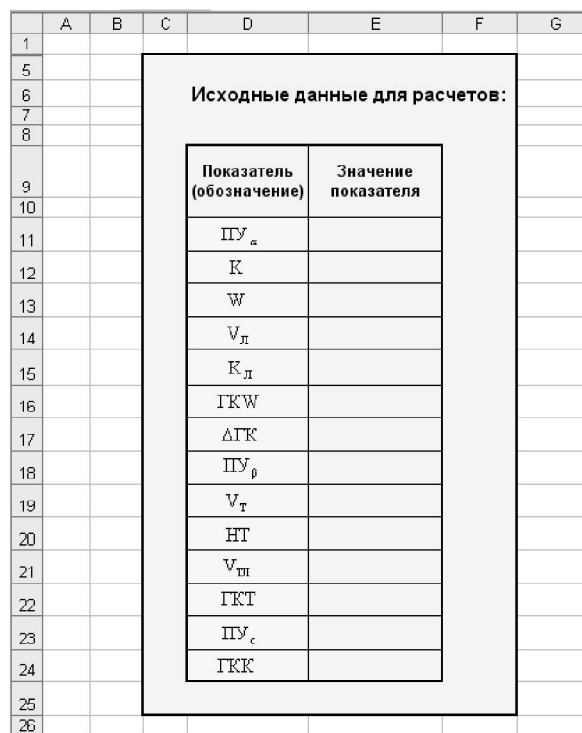 A B C D E F G
1
5
6 Исходные данные для расчетов:
7
8
9 Показатель (обозначение) Значение показателя
10
11 ПУα
12 К
13 W
14 Vл
15 Кл
16 ГКW
17 ΔГК
18 ПУβ
19 Vт
20 НТ
21 Vтл
22 ГКТ
23 ПУс
24 ГКК
25
26